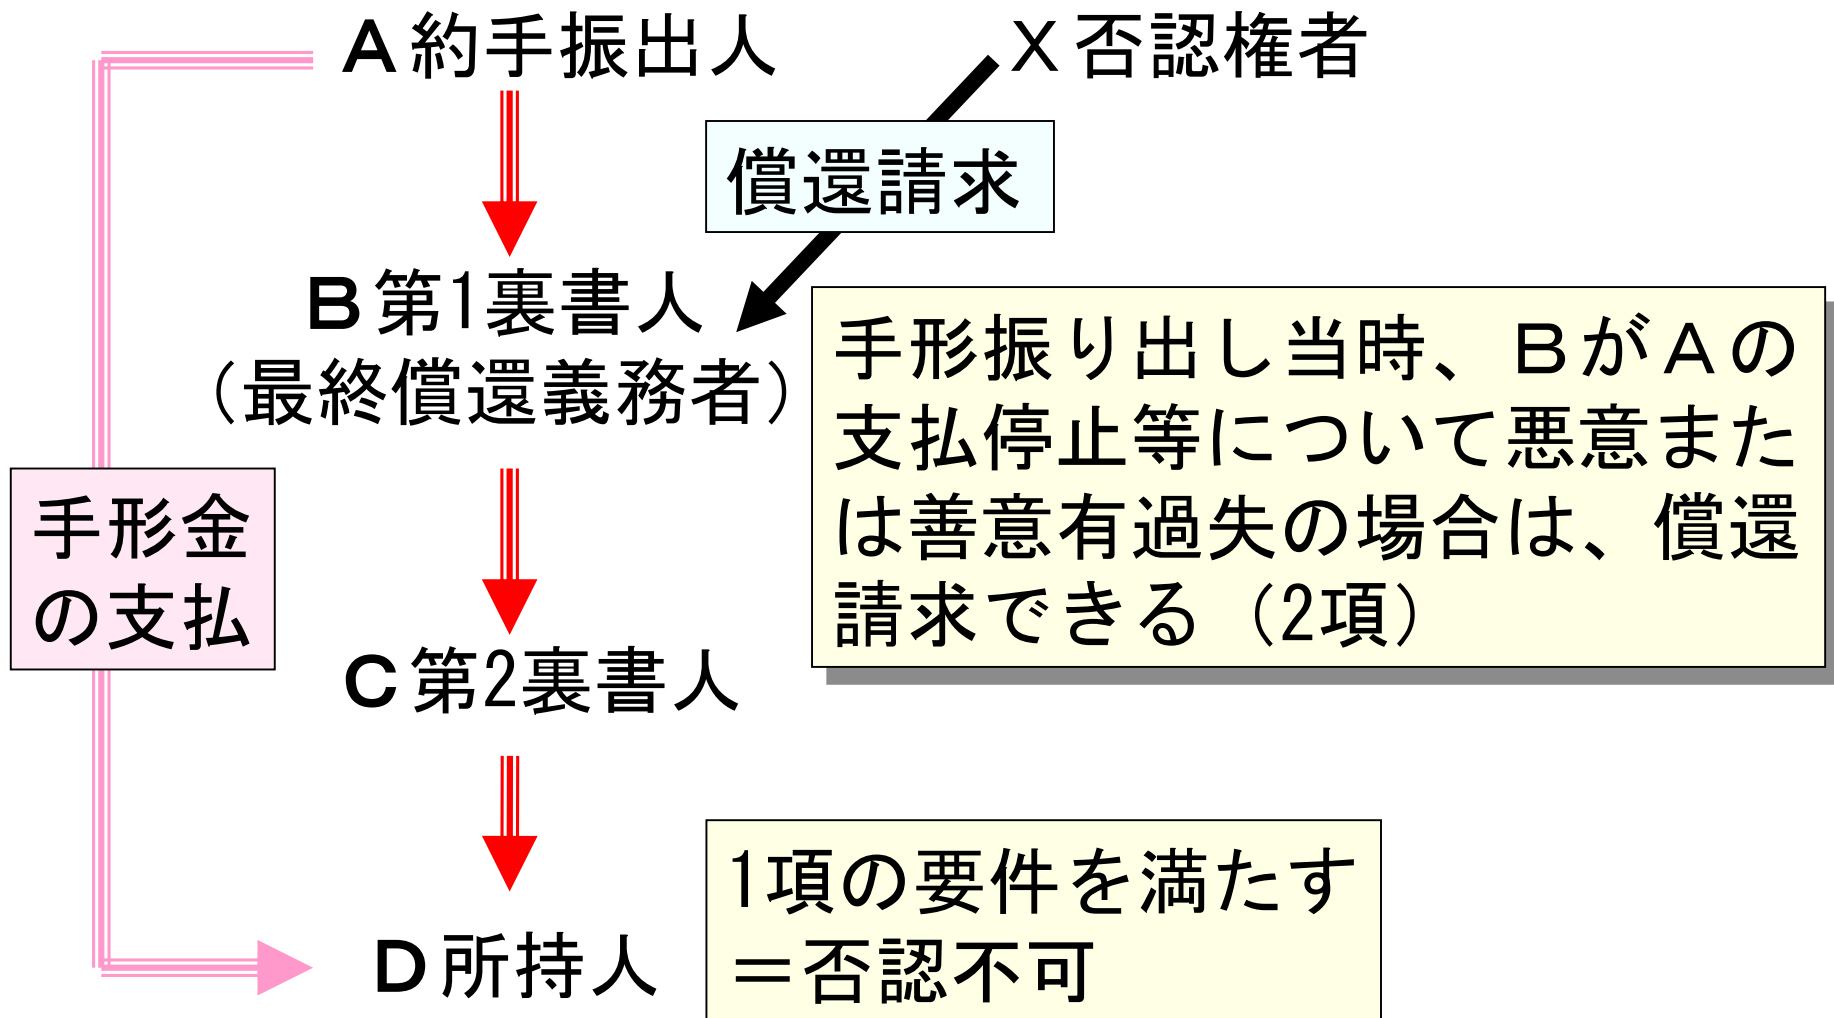 A約手振出人
X否認権者
償還請求
B第1裏書人
（最終償還義務者）
手形振り出し当時、BがAの
支払停止等について悪意また
は善意有過失の場合は、償還
請求できる（2項）
手形金
の支払
C第2裏書人
1項の要件を満たす
＝否認不可
D所持人